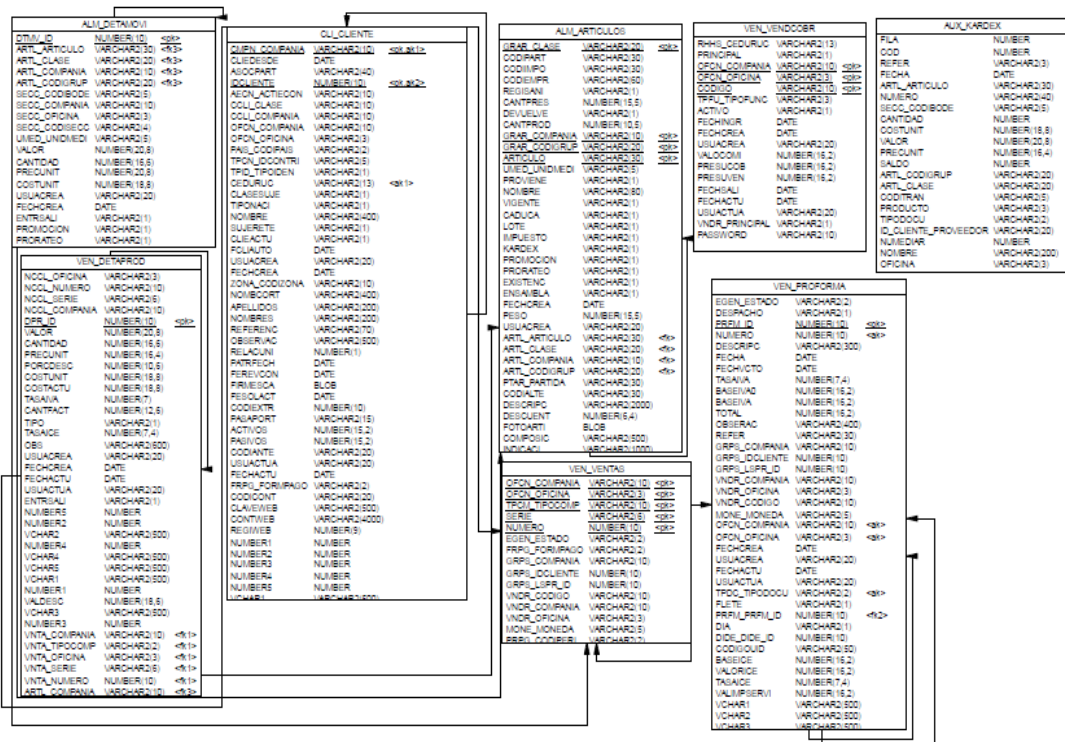 ALM_DETAMOVI
DTMV_ID NUMBER(10) <pk>
ARTL_ARTICULO VARCHAR2(30) <fk3>
ARTL_CLASE VARCHAR2(20) <fk3>
ARTL_COMPANIA VARCHAR2(10) <fk3>
ARTL_CODIGRUP VARCHAR2(20) <fk3>
SECC_CODIBODE VARCHAR2(5)
SECC_COMPANIA VARCHAR2(10)
SECC_OFICINA VARCHAR2(3)
SECC_CODISECC VARCHAR2(4)
UMED_UNIDMEDI VARCHAR2(5)
VALOR NUMBER(20,8)
CANTIDAD NUMBER(16,6)
PRECUNIT NUMBER(20,8)
COSTUNIT NUMBER(18,8)
USUACREA VARCHAR2(20)
FECHCREA DATE
ENTRSALI VARCHAR2(1)
PROMOCION VARCHAR2(1)
PRORATEO VARCHAR2(1)
VEN_DETAPROD
NCCL_OFICINA VARCHAR2(3)
NCCL_NUMERO VARCHAR2(10)
NCCL_SERIE VARCHAR2(6)
NCCL_COMPANIA VARCHAR2(10)
DPR_ID NUMBER(10) <pk>
VALOR NUMBER(20,8)
CANTIDAD NUMBER(16,6)
PRECUNIT NUMBER(16,4)
PORCDESC NUMBER(10,6)
COSTUNIT NUMBER(18,8)
COSTACTU NUMBER(18,8)
TASAIVA NUMBER(7)
CANTFACT NUMBER(12,6)
TIPO VARCHAR2(1)
TASAICE NUMBER(7,4)
OBS VARCHAR2(600)
USUACREA VARCHAR2(20)
FECHCREA DATE
FECHACTU DATE
USUACTUA VARCHAR2(20)
ENTRSALI VARCHAR2(1)
NUMBER5 NUMBER
NUMBER2 NUMBER
VCHAR2 VARCHAR2(500)
NUMBER4 NUMBER
VCHAR4 VARCHAR2(500)
VCHAR5 VARCHAR2(500)
VCHAR1 VARCHAR2(500)
NUMBER1 NUMBER
VALDESC NUMBER(18,6)
VCHAR3 VARCHAR2(500)
NUMBER3 NUMBER
VNTA_COMPANIA VARCHAR2(10) <fk1>
VNTA_TIPOCOMP VARCHAR2(2) <fk1>
VNTA_OFICINA VARCHAR2(3) <fk1>
VNTA_SERIE VARCHAR2(6) <fk1>
VNTA_NUMERO NUMBER(10) <fk1>
ARTL_COMPANIA VARCHAR2(10) <fk3>
CLI_CLIENTE
CMPN_COMPANIA VARCHAR2(10) <pk,ak1>
CLIEDESDE DATE
ASOCPART VARCHAR2(40)
IDCLIENTE NUMBER(10) <pk,ak2>
AECN_ACTIECON VARCHAR2(10)
CCLI_CLASE VARCHAR2(10)
CCLI_COMPANIA VARCHAR2(10)
OFCN_COMPANIA VARCHAR2(10)
OFCN_OFICINA VARCHAR2(3)
PAIS_CODIPAIS VARCHAR2(2)
TPCN_IDCONTRI VARCHAR2(5)
TPID_TIPOIDEN VARCHAR2(1)
CEDURUC VARCHAR2(13) <ak1>
CLASESUJE VARCHAR2(1)
TIPONACI VARCHAR2(1)
NOMBRE VARCHAR2(400)
SUJERETE VARCHAR2(1)
CLIEACTU VARCHAR2(1)
FCLIAUTO DATE
USUACREA VARCHAR2(20)
FECHCREA DATE
ZONA_CODIZONA VARCHAR2(10)
NOMBCORT VARCHAR2(400)
APELLIDOS VARCHAR2(200)
NOMBRES VARCHAR2(200)
REFERENC VARCHAR2(70)
OBSERVAC VARCHAR2(500)
RELACUNI NUMBER(1)
PATRFECH DATE
FEREVCON DATE
FIRMESCA BLOB
FESOLACT DATE
CODIEXTR NUMBER(10)
PASAPORT VARCHAR2(15)
ACTIVOS NUMBER(15,2)
PASIVOS NUMBER(15,2)
CODIANTE VARCHAR2(20)
USUACTUA VARCHAR2(20)
FECHACTU DATE
FRPG_FORMPAGO VARCHAR2(2)
CODICONT VARCHAR2(20)
CLAVEWEB VARCHAR2(500)
CONTWEB VARCHAR2(4000)
REGIWEB NUMBER(9)
NUMBER1 NUMBER
NUMBER2 NUMBER
NUMBER3 NUMBER
NUMBER4 NUMBER
NUMBER5 NUMBER
VCHAR1 VARCHAR2(500)
ALM_ARTICULOS
GRAR_CLASE VARCHAR2(20) <pk>
CODIPART VARCHAR2(30)
CODIIMPO VARCHAR2(30)
CODIEMPR VARCHAR2(60)
REGISANI VARCHAR2(1)
CANTPRES NUMBER(15,5)
DEVUELVE VARCHAR2(1)
CANTPROD NUMBER(10,5)
GRAR_COMPANIA VARCHAR2(10) <pk>
GRAR_CODIGRUP VARCHAR2(20) <pk>
ARTICULO VARCHAR2(30) <pk>
UMED_UNIDMEDI VARCHAR2(5)
PROVIENE VARCHAR2(1)
NOMBRE VARCHAR2(80)
VIGENTE VARCHAR2(1)
CADUCA VARCHAR2(1)
LOTE VARCHAR2(1)
IMPUESTO VARCHAR2(1)
KARDEX VARCHAR2(1)
PROMOCION VARCHAR2(1)
PRORATEO VARCHAR2(1)
EXISTENC VARCHAR2(1)
ENSAMBLA VARCHAR2(1)
FECHCREA DATE
PESO NUMBER(15,5)
USUACREA VARCHAR2(20)
ARTL_ARTICULO VARCHAR2(30) <fk>
ARTL_CLASE VARCHAR2(20) <fk>
ARTL_COMPANIA VARCHAR2(10) <fk>
ARTL_CODIGRUP VARCHAR2(20) <fk>
PTAR_PARTIDA VARCHAR2(30)
CODIALTE VARCHAR2(30)
DESCRIPC VARCHAR2(2000)
DESCUENT NUMBER(6,4)
FOTOARTI BLOB
COMPOSIC VARCHAR2(500)
INDICACI VARCHAR2(1000)
VEN_VENTAS
OFCN_COMPANIA VARCHAR2(10) <pk>
OFCN_OFICINA VARCHAR2(3) <pk>
TPCM_TIPOCOMP VARCHAR2(2) <pk>
SERIE VARCHAR2(6) <pk>
NUMERO NUMBER(10) <pk>
EGEN_ESTADO VARCHAR2(2)
FRPG_FORMPAGO VARCHAR2(2)
GRPS_COMPANIA VARCHAR2(10)
GRPS_IDCLIENTE NUMBER(10)
GRPS_LSPR_ID NUMBER(10)
VNDR_CODIGO VARCHAR2(10)
VNDR_COMPANIA VARCHAR2(10)
VNDR_OFICINA VARCHAR2(3)
MONE_MONEDA VARCHAR2(5)
PRPG_CODIPERI VARCHAR2(2)
VEN_VENDCOBR
RHHS_CEDURUC VARCHAR2(13)
PRINCIPAL VARCHAR2(1)
OFCN_COMPANIA VARCHAR2(10) <pk>
OFCN_OFICINA VARCHAR2(3) <pk>
CODIGO VARCHAR2(10) <pk>
TPFU_TIPOFUNC VARCHAR2(3)
ACTIVO VARCHAR2(1)
FECHINGR DATE
FECHCREA DATE
USUACREA VARCHAR2(20)
VALOCOMI NUMBER(16,2)
PRESUCOB NUMBER(16,2)
PRESUVEN NUMBER(16,2)
FECHSALI DATE
FECHACTU DATE
USUACTUA VARCHAR2(20)
VNDR_PRINCIPAL VARCHAR2(1)
PASSWORD VARCHAR2(10)
AUX_KARDEX
FILA NUMBER
COD NUMBER
REFER VARCHAR2(3)
FECHA DATE
ARTL_ARTICULO VARCHAR2(30)
NUMERO VARCHAR2(40)
SECC_CODIBODE VARCHAR2(5)
CANTIDAD NUMBER
COSTUNIT NUMBER(18,8)
VALOR NUMBER(20,8)
PRECUNIT NUMBER(16,4)
SALDO NUMBER
ARTL_CODIGRUP VARCHAR2(20)
ARTL_CLASE VARCHAR2(20)
CODITRAN VARCHAR2(5)
PRODUCTO VARCHAR2(3)
TIPODOCU VARCHAR2(2)
ID_CLIENTE_PROVEEDOR VARCHAR2(20)
NUMEDIAR NUMBER
NOMBRE VARCHAR2(200)
OFICINA VARCHAR2(3)
VEN_PROFORMA
EGEN_ESTADO VARCHAR2(2)
DESPACHO VARCHAR2(1)
PRFM_ID NUMBER(10) <pk>
NUMERO NUMBER(10) <ak>
DESCRIPC VARCHAR2(300)
FECHA DATE
FECHVCTO DATE
TASAIVA NUMBER(7,4)
BASEIVA0 NUMBER(16,2)
BASEIVA NUMBER(16,2)
TOTAL NUMBER(16,2)
OBSERAC VARCHAR2(400)
REFER VARCHAR2(30)
GRPS_COMPANIA VARCHAR2(10)
GRPS_IDCLIENTE NUMBER(10)
GRPS_LSPR_ID NUMBER(10)
VNDR_COMPANIA VARCHAR2(10)
VNDR_OFICINA VARCHAR2(3)
VNDR_CODIGO VARCHAR2(10)
MONE_MONEDA VARCHAR2(5)
OFCN_COMPANIA VARCHAR2(10) <ak>
OFCN_OFICINA VARCHAR2(3) <ak>
FECHCREA DATE
USUACREA VARCHAR2(20)
FECHACTU DATE
USUACTUA VARCHAR2(20)
TPDC_TIPODOCU VARCHAR2(2) <ak>
FLETE VARCHAR2(1)
PRFM_PRFM_ID NUMBER(10) <fk2>
DIA VARCHAR2(1)
DIDE_DIDE_ID NUMBER(10)
CODIGOUID VARCHAR2(50)
BASEICE NUMBER(16,2)
VALORICE NUMBER(16,2)
TASAICE NUMBER(7,4)
VALIMPSERVI NUMBER(16,2)
VCHAR1 VARCHAR2(500)
VCHAR2 VARCHAR2(500)
VCHAR3 VARCHAR2(500)